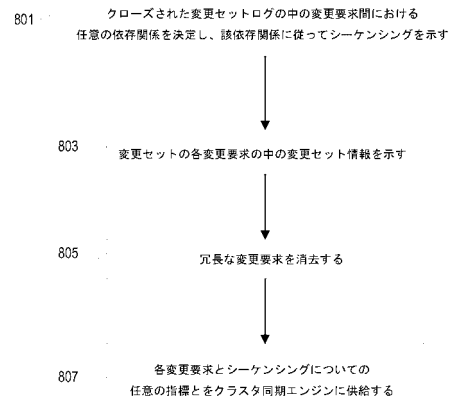 801
クローズされた変更セットログの中の変更要求間における
任意の依存関係を決定し、該依存関係に従ってシーケンシングを示す
803
変更セットの各変更要求の中の変更セット情報を示す
805
冗長な変更要求を消去する
807
各変更要求とシーケンシングについての
任意の指標とをクラスタ同期エンジンに供給する